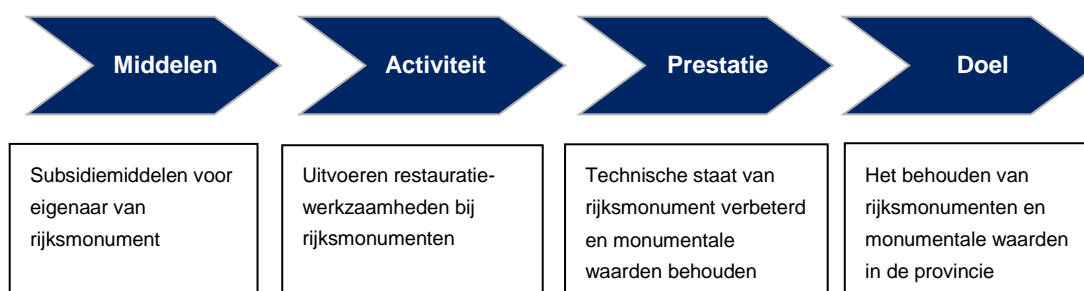 Middelen
Activiteit
Prestatie
Doel
Subsidiemiddelen voor
eigenaar van
rijksmonument
Uitvoeren restauratie-
werkzaamheden bij
rijksmonumenten
Technische staat van
rijksmonument verbeterd
en monumentale
waarden behouden
Het behouden van
rijksmonumenten en
monumentale waarden
in de provincie